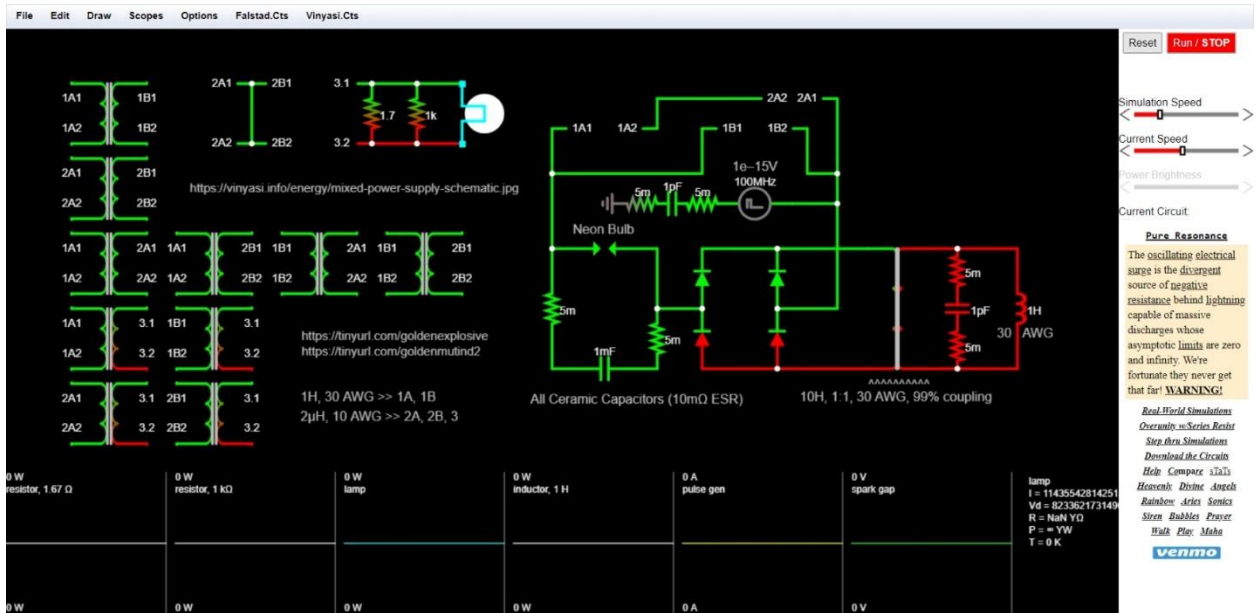 File Edit Draw Scopes Options Falstad.Cts Vinyasi.Cts
Reset Run / STOP
Simulation Speed
Current Speed
Power Brightness
Current Circuit:
Pure Resonance
The oscillating electrical
surge is the divergent
source of negative
resistance behind lightning
capable of massive
discharges whose
asymptotic limits are zero
and infinity. We're
fortunate they never get
that far! WARNING!
Real-World Simulations
Overunity w/Series Resist
Step thru Simulations
Download the Circuits
Help Compare sTaTs
Heavenly Divine Angels
Rainbow Aries Sonics
Siren Bubbles Prayer
Walk Play Maha
venmo
1A1 1B1
1A2 1B2
2A1 2B1
2A2 2B2
2A1 2B1
2A2 2B2
3.1
1.7 1k
3.2
https://vinyasi.info/energy/mixed-power-supply-schematic.jpg
1A1 2A1 1A1 2B1 1B1 2A1 1B1 2B1
1A2 2A2 1A2 2B2 1B2 2A2 1B2 2B2
1A1 3.1 1B1 3.1
1A2 3.2 1B2 3.2
2A1 3.1 2B1 3.1
2A2 3.2 2B2 3.2
https://tinyurl.com/goldenexplosive
https://tinyurl.com/goldenmutind2
1H, 30 AWG >> 1A, 1B
2μH, 10 AWG >> 2A, 2B, 3
2A2 2A1
1A1 1A2 1B1 1B2
1e–15V
100MHz
5m 1pF 5m
Neon Bulb
5m
5m
1mF
5m
1pF 1H
30 AWG
5m
^^^^^^^^^^
All Ceramic Capacitors (10mΩ ESR)
10H, 1:1, 30 AWG, 99% coupling
0 W 0 W 0 W 0 W 0 A 0 V
resistor, 1.67 Ω resistor, 1 kΩ lamp inductor, 1 H pulse gen spark gap
lamp
I = 11435542814251
Vd = 823362173149
R = NaN YΩ
P = ∞ YW
T = 0 K
0 W 0 W 0 W 0 W 0 A 0 V